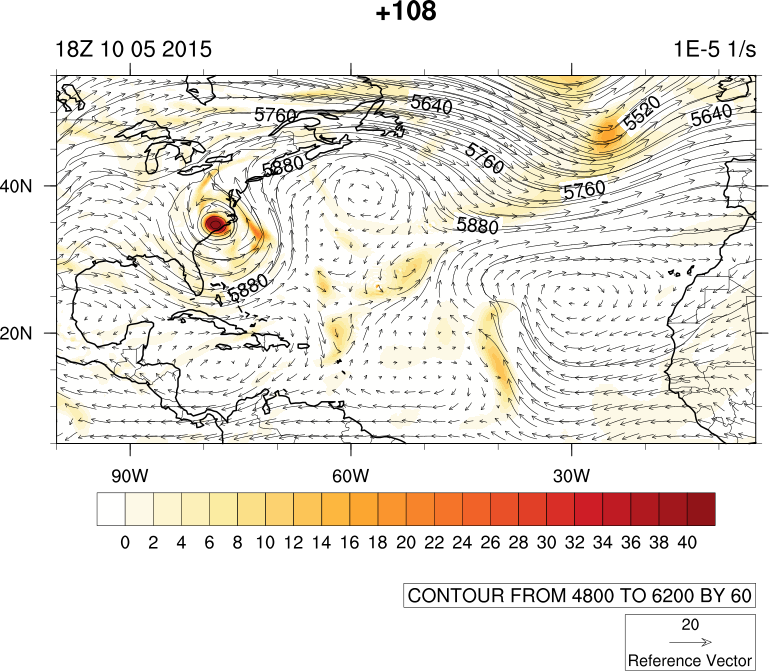 +108
18Z 10 05 2015 1E-5 1/s
5640
5760
5520
5640
5880
5760
40N
5760
5880
5880
20N
90W 60W 30W
0 2 4 6 8 10 12 14 16 18 20 22 24 26 28 30 32 34 36 38 40
CONTOUR FROM 4800 TO 6200 BY 60
20
Reference Vector